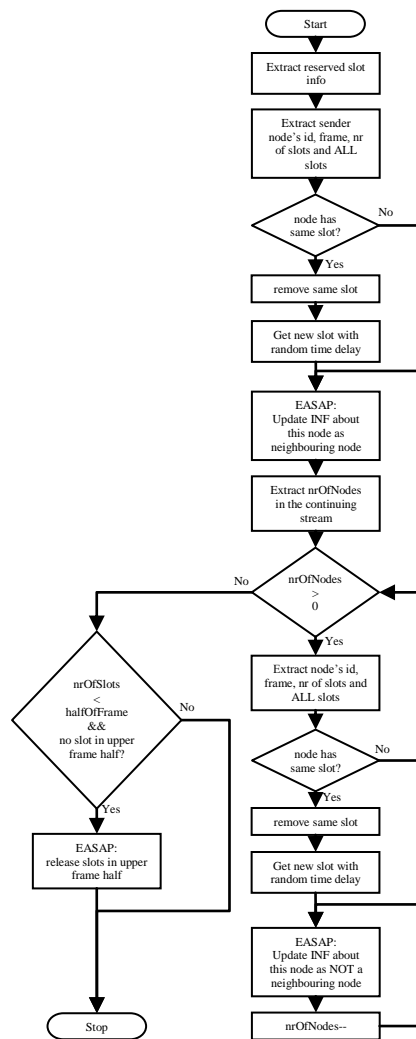 Start
Extract reserved slot
info
Extract sender
node's id, frame, nr
of slots and ALL
slots
node has
same slot?
No
Yes
remove same slot
Get new slot with
random time delay
EASAP:
Update INF about
this node as
neighbouring node
Extract nrOfNodes
in the continuing
stream
nrOfNodes
>
0
No
Yes
Extract node's id,
frame, nr of slots and
ALL slots
node has
same slot?
No
Yes
remove same slot
Get new slot with
random time delay
EASAP:
Update INF about
this node as NOT a
neighbouring node
nrOfNodes--
nrOfSlots
<
halfOfFrame
&&
no slot in upper
frame half?
No
Yes
EASAP:
release slots in upper
frame half
Stop